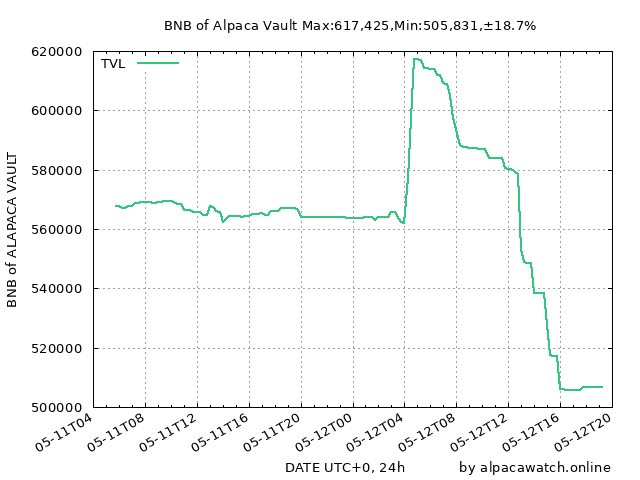 BNB of Alpaca Vault Max:617,425,Min:505,831,±18.7%
TVL
620000
600000
580000
560000
540000
520000
500000
BNB of ALAPACA VAULT
05-11T04
05-11T08
05-11T12
05-11T16
05-11T20
05-12T00
05-12T04
05-12T08
05-12T12
05-12T16
05-12T20
DATE UTC+0, 24h
by alpacawatch.online